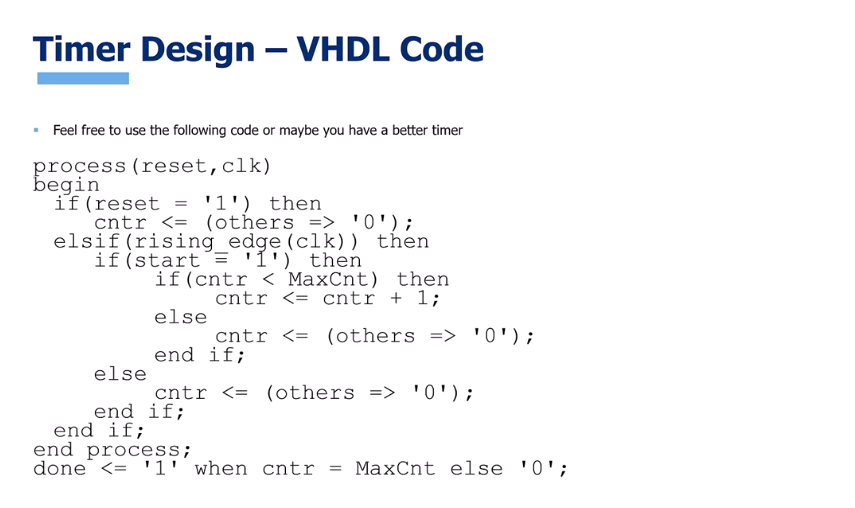 Timer Design – VHDL Code
▪ Feel free to use the following code or maybe you have a better timer
process(reset,clk)
begin
  if(reset = '1') then
      cntr <= (others => '0');
  elsif(rising_edge(clk)) then
      if(start = '1') then
            if(cntr < MaxCnt) then
                  cntr <= cntr + 1;
            else
                  cntr <= (others => '0');
            end if;
      else
            cntr <= (others => '0');
      end if;
  end if;
end process;
done <= '1' when cntr = MaxCnt else '0';